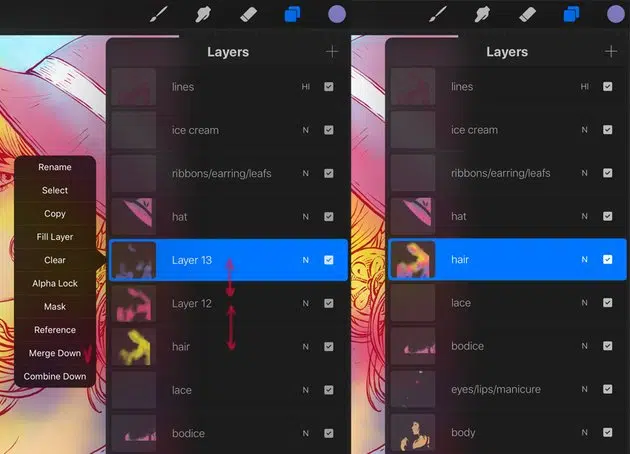 Layers
lines HI
ice cream N
ribbons/earring/leafs N
hat N
Layer 13 N
Layer 12 N
hair N
lace N
bodice N
Rename
Select
Copy
Fill Layer
Clear
Alpha Lock
Mask
Reference
Merge Down
Combine Down
Layers
lines HI
ice cream N
ribbons/earring/leafs N
hat N
hair N
lace N
bodice N
eyes/lips/manicure N
body N